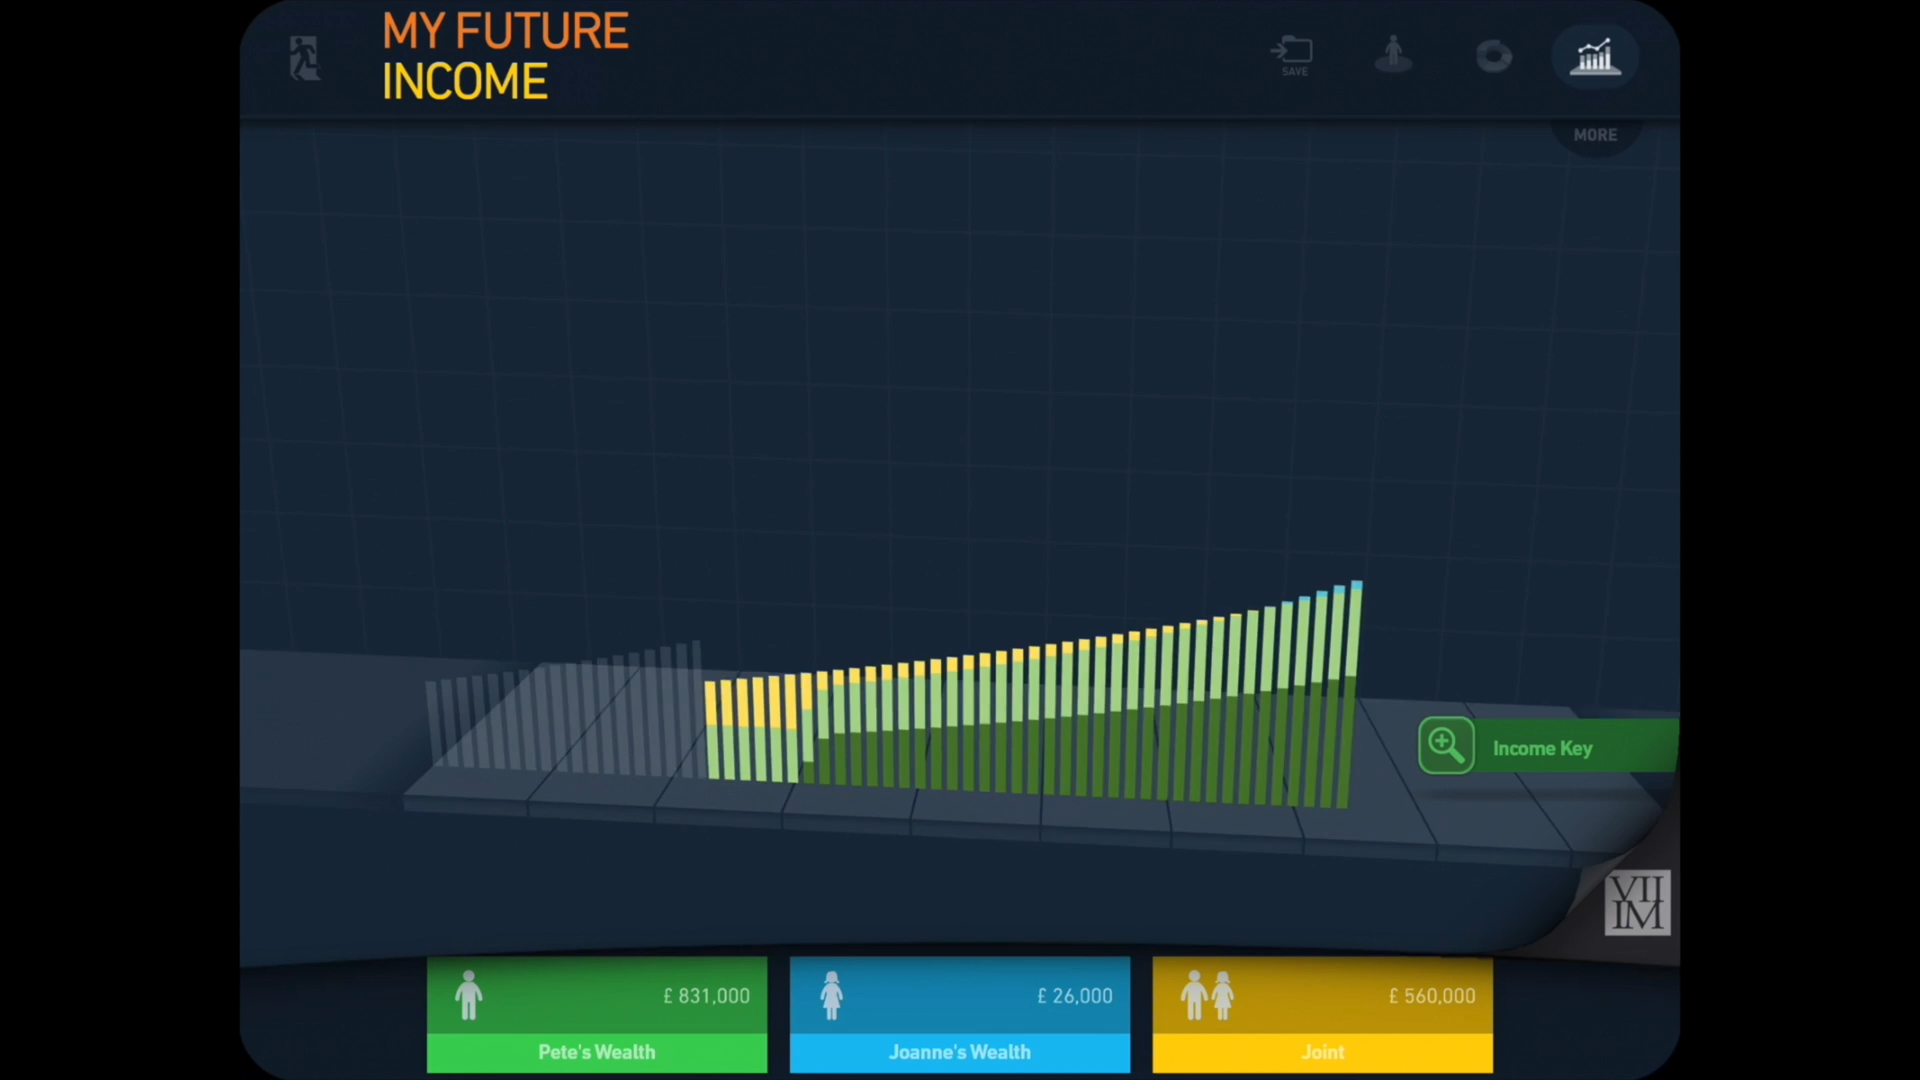 MY FUTURE
INCOME
SAVE
MORE
Income Key
VII
IM
£ 831,000
£ 26,000
£ 560,000
Pete's Wealth
Joanne's Wealth
Joint